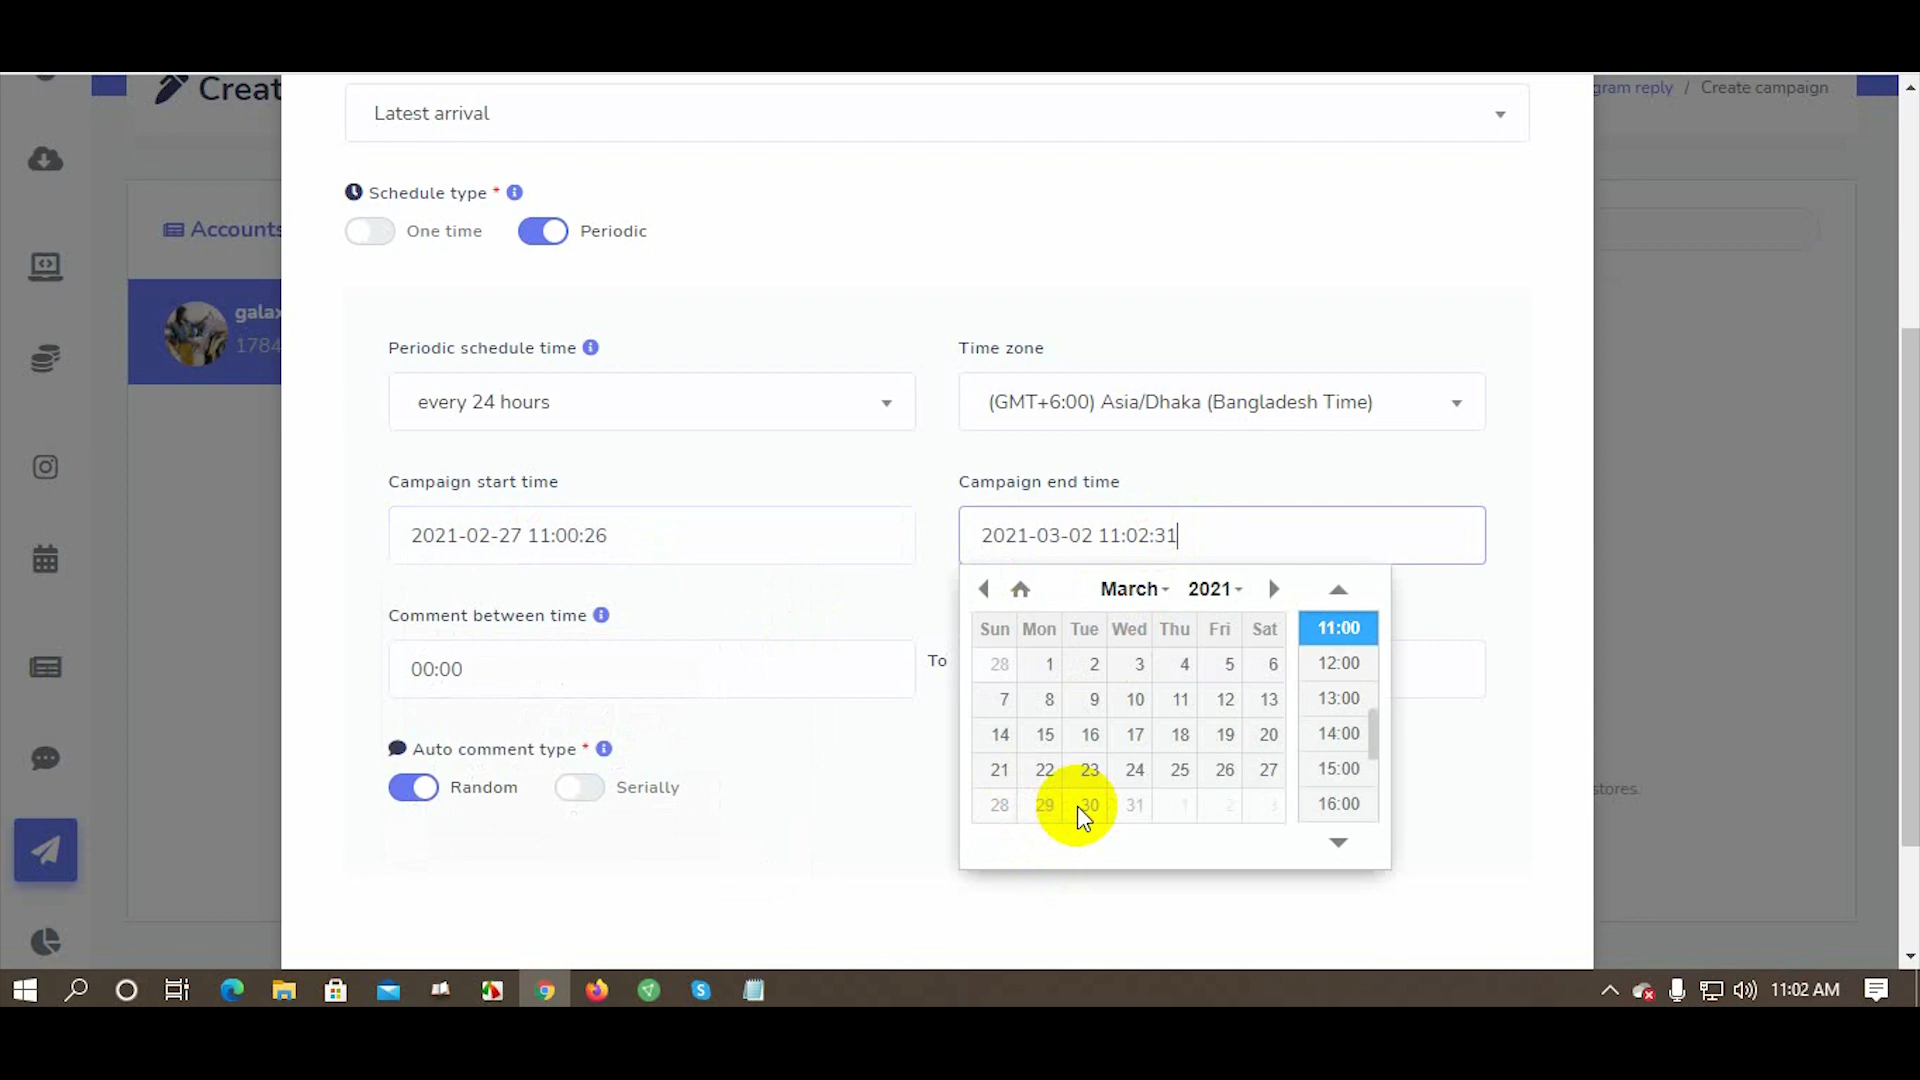 Creat
gram reply / Create campaign
Latest arrival
Schedule type *
One time Periodic
Accounts
galax
1784
Periodic schedule time
Time zone
every 24 hours
(GMT+6:00) Asia/Dhaka (Bangladesh Time)
Campaign start time
Campaign end time
2021-02-27 11:00:26
2021-03-02 11:02:31
March 2021
Comment between time
Sun Mon Tue Wed Thu Fri Sat
11:00
28 1 2 3 4 5 6
12:00
00:00
To
7 8 9 10 11 12 13
13:00
14 15 16 17 18 19 20
14:00
Auto comment type *
21 22 23 24 25 26 27
15:00
Random Serially
stores.
28 29 30 31 1 2 3
16:00
11:02 AM